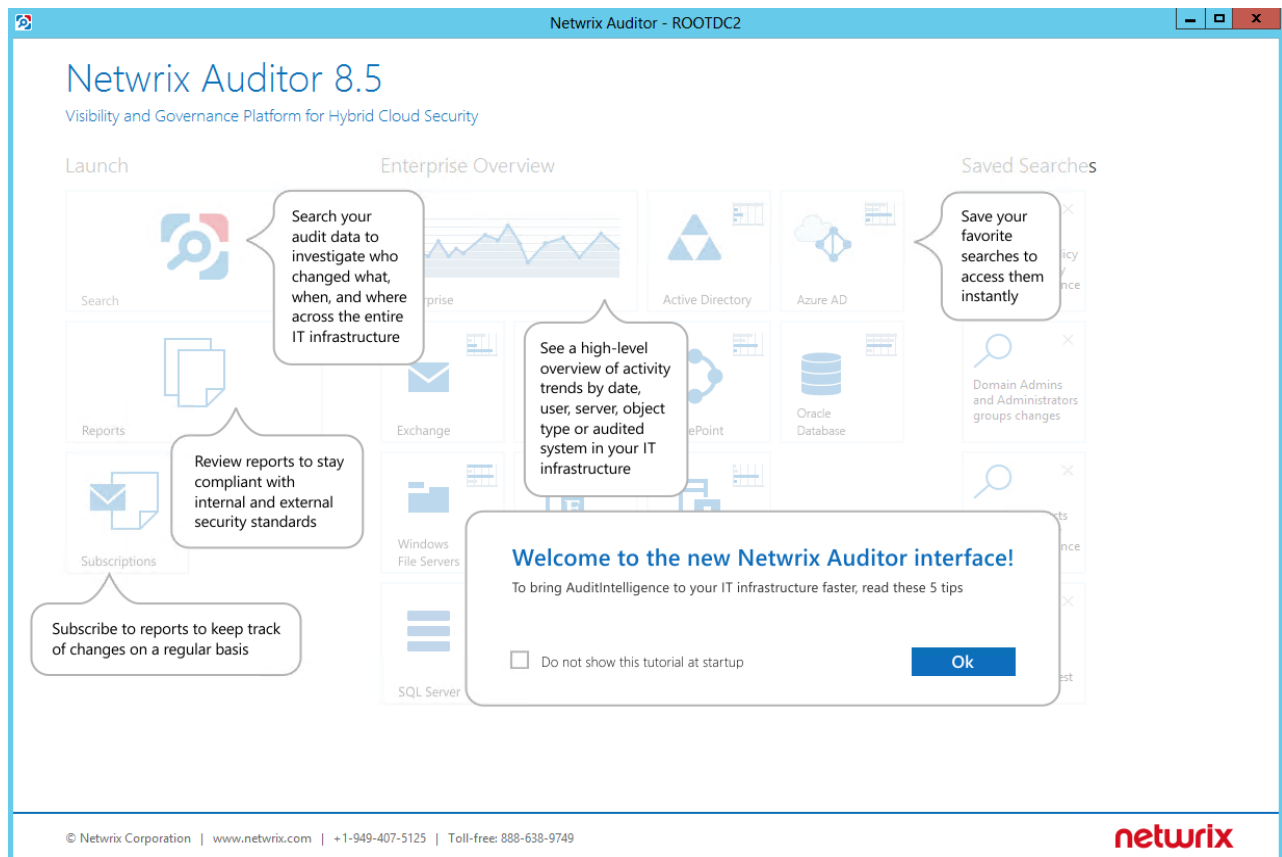 Netwrix Auditor - ROOTDC2
Netwrix Auditor 8.5
Visibility and Governance Platform for Hybrid Cloud Security
Launch
Enterprise Overview
Saved Searches
Search your
audit data to
investigate who
changed what,
when, and where
across the entire
IT infrastructure
Save your
favorite
searches to
access them
instantly
Search
Active Directory
Azure AD
See a high-level
overview of activity
trends by date,
user, server, object
type or audited
system in your IT
infrastructure
Domain Admins
and Administrators
groups changes
Reports
Exchange
Oracle
Database
Review reports to stay
compliant with
internal and external
security standards
Subscriptions
Windows
File Servers
Welcome to the new Netwrix Auditor interface!
To bring AuditIntelligence to your IT infrastructure faster, read these 5 tips
Do not show this tutorial at startup
Ok
Subscribe to reports to keep track
of changes on a regular basis
SQL Server
© Netwrix Corporation | www.netwrix.com | +1-949-407-5125 | Toll-free: 888-638-9749
netwrix